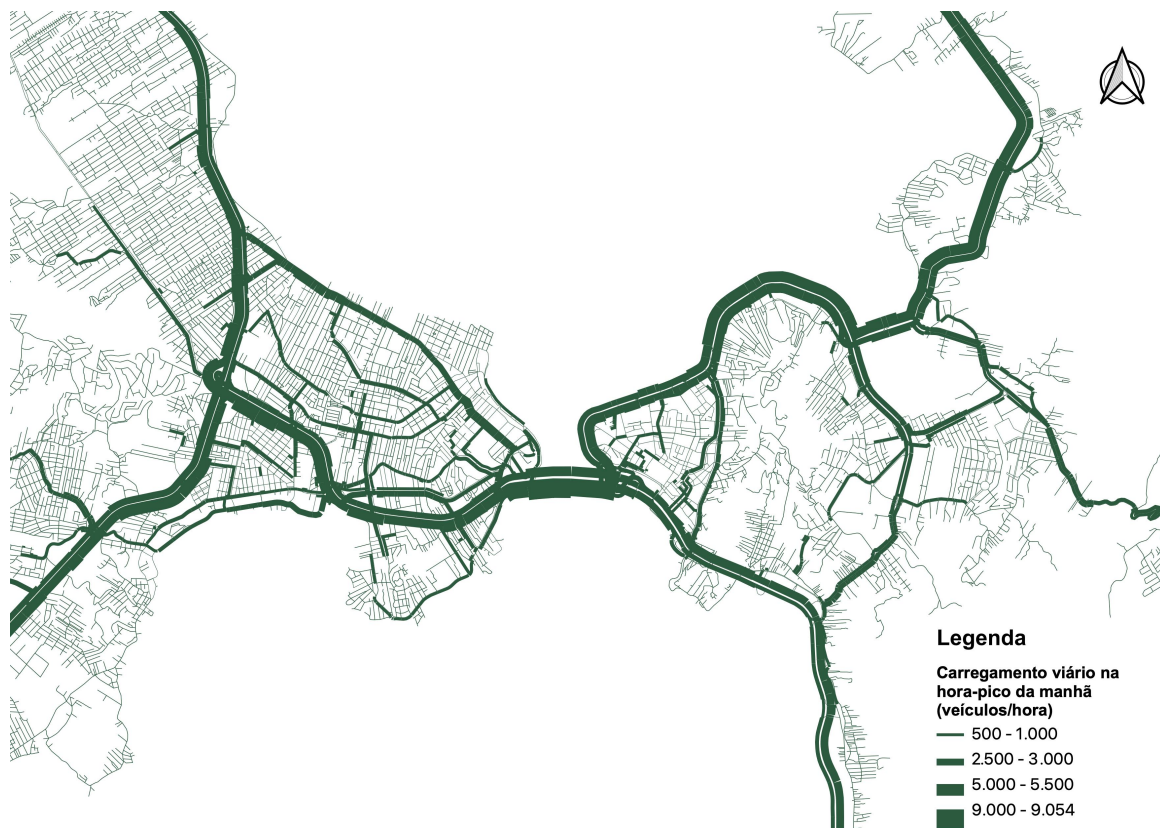 Legenda
Carregamento viário na
hora-pico da manhã
(veículos/hora)
500 - 1.000
2.500 - 3.000
5.000 - 5.500
9.000 - 9.054